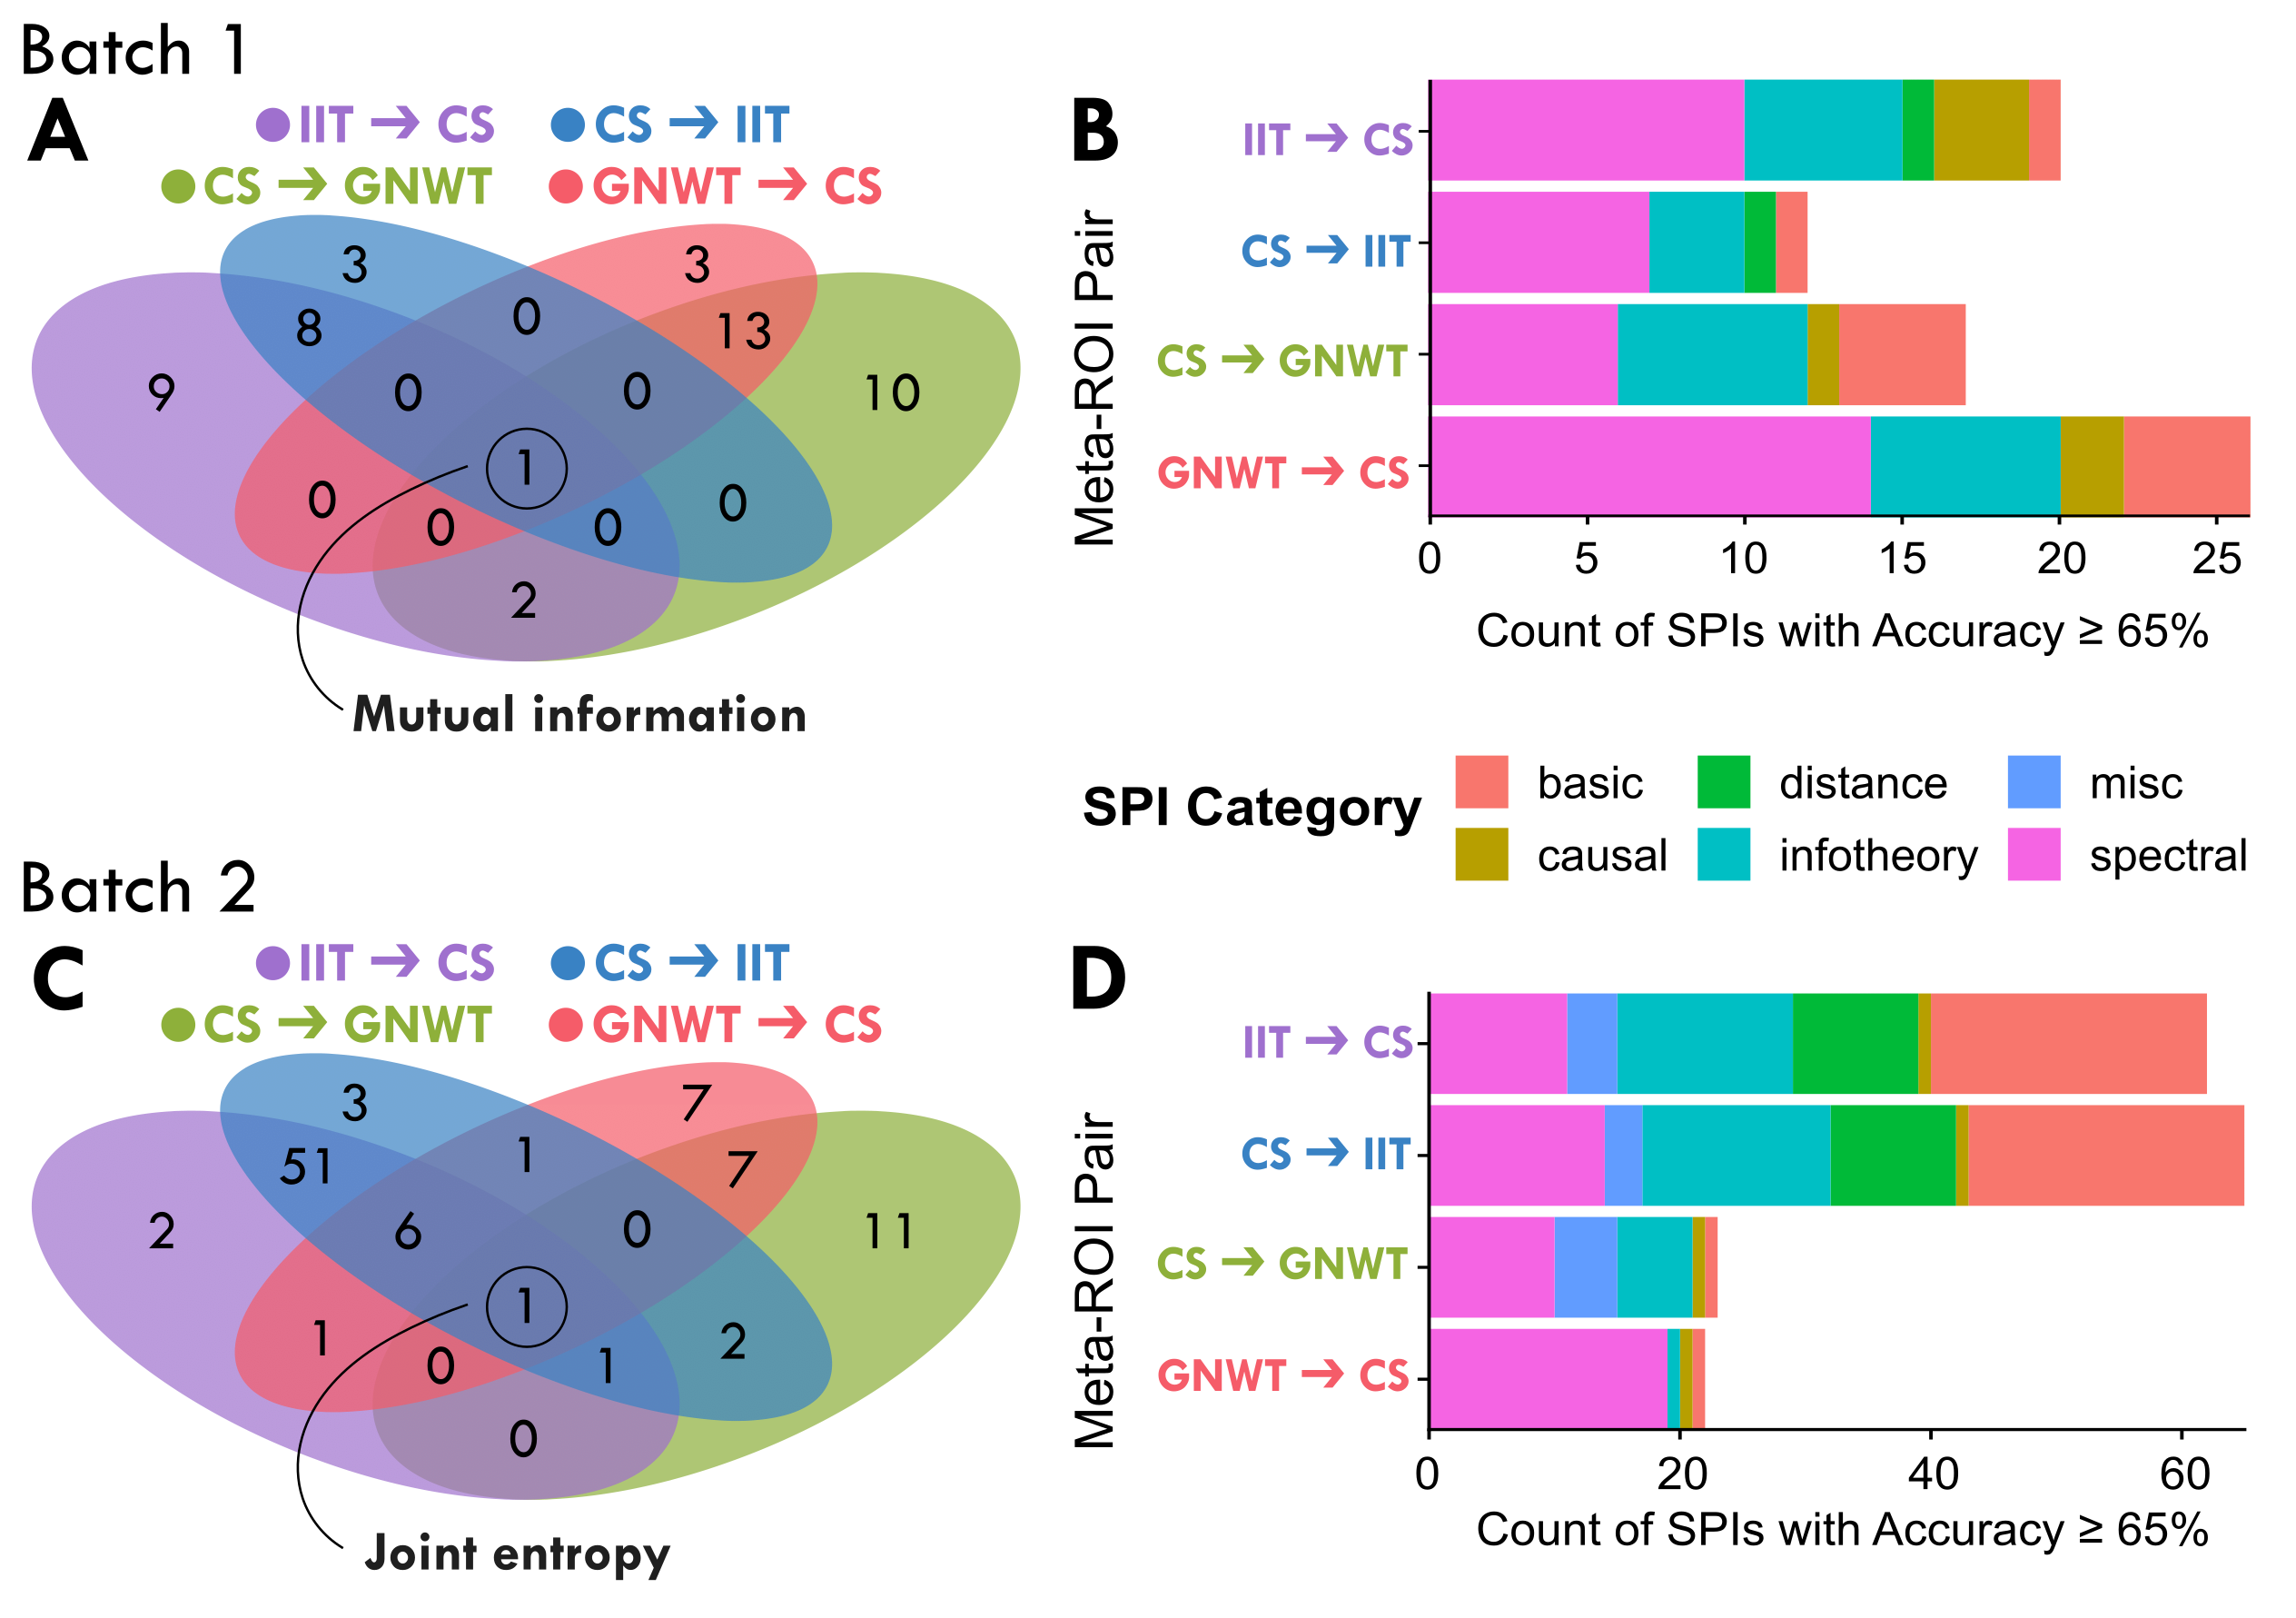 Batch 1
A
IIT → CS CS → IIT
CS → GNWT GNWT → CS
3 3
8 0 13
9 0 0 10
1
0 0 0 0
2
Mutual information
B
Meta-ROI Pair
IIT → CS
CS → IIT
CS → GNWT
GNWT → CS
0 5 10 15 20 25
Count of SPIs with Accuracy ≥ 65%
SPI Category
basic distance misc
causal infotheory spectral
Batch 2
C
IIT → CS CS → IIT
CS → GNWT GNWT → CS
3 7
51 1 7
2 6 0 11
1
1 0 1 2
0
Joint entropy
D
Meta-ROI Pair
IIT → CS
CS → IIT
CS → GNWT
GNWT → CS
0 20 40 60
Count of SPIs with Accuracy ≥ 65%